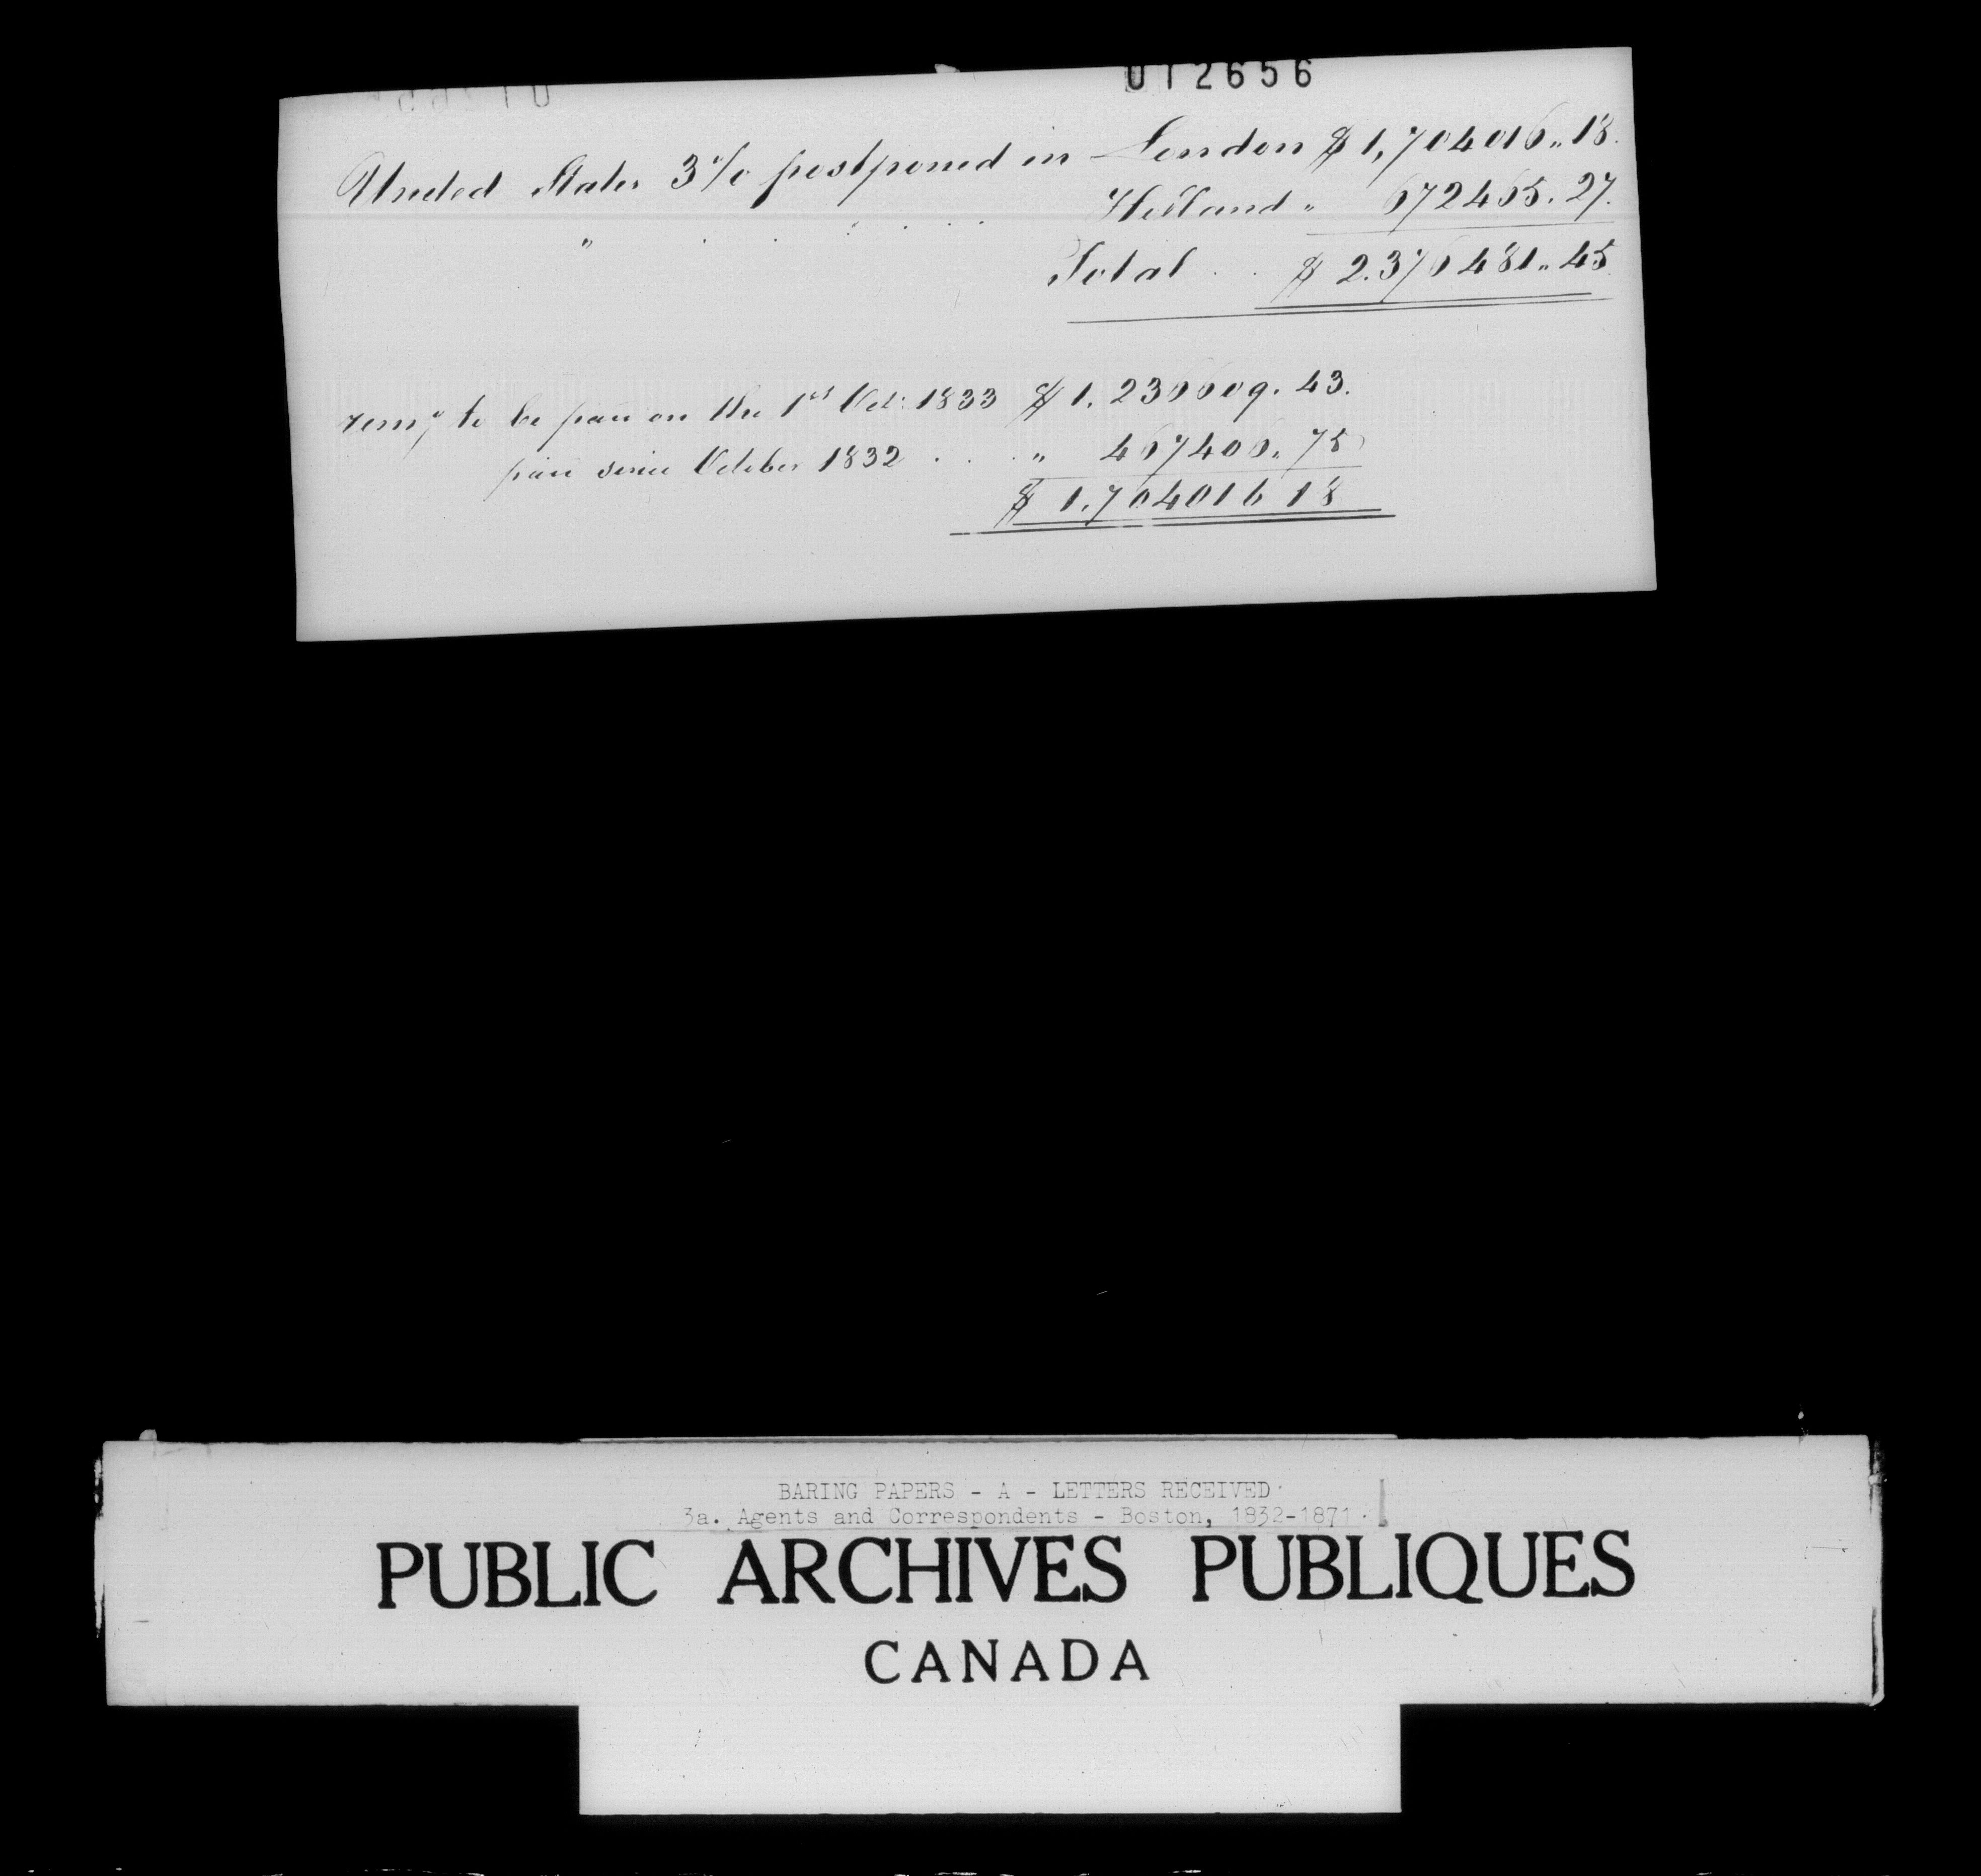 012656
United States 3% postponed in London $ 1,704016,, 18.
" . . . . . . Holland " 672465. 27.
Total . . $ 2.376481,, 45
remg to be paid on the 1st Oct: 1833 $ 1. 236609. 43.
paid since October 1832 . . . " 467406. 75
$ 1.704016 18
BARING PAPERS - A - LETTERS RECEIVED
3a. Agents and Correspondents - Boston, 1832-1871.
PUBLIC ARCHIVES PUBLIQUES
CANADA